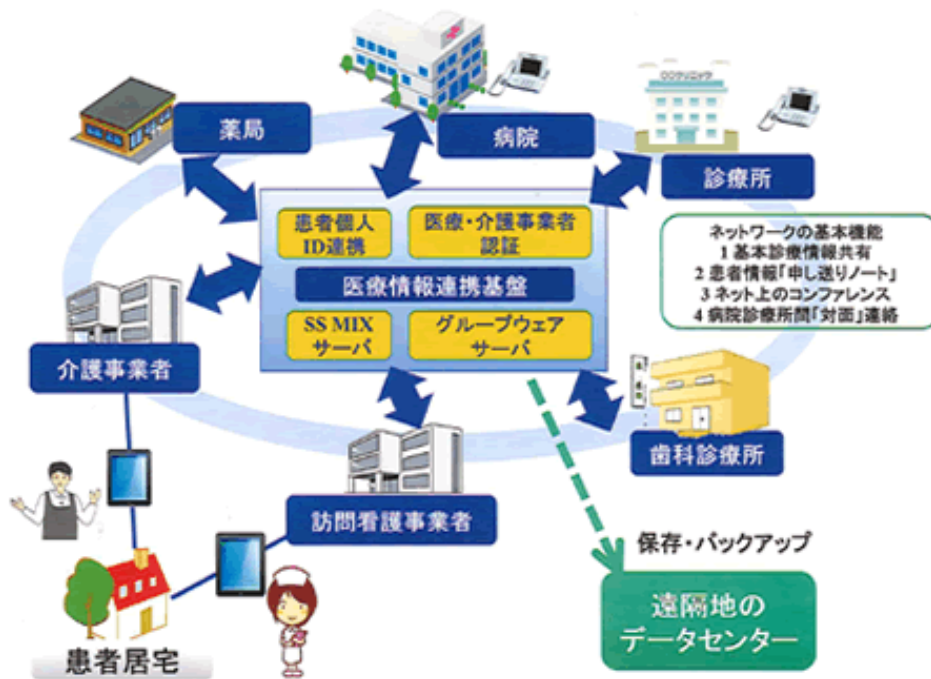 病院
〇〇クリニック
薬局
診療所
患者個人
ID連携
医療・介護事業者
認証
医療情報連携基盤
SS MIX
サーバ
グループウェア
サーバ
ネットワークの基本機能
1 基本診療情報共有
2 患者情報「申し送りノート」
3 ネット上のコンファレンス
4 病院診療所間「対面」連絡
介護事業者
歯科診療所
訪問看護事業者
保存・バックアップ
遠隔地の
データセンター
患者居宅